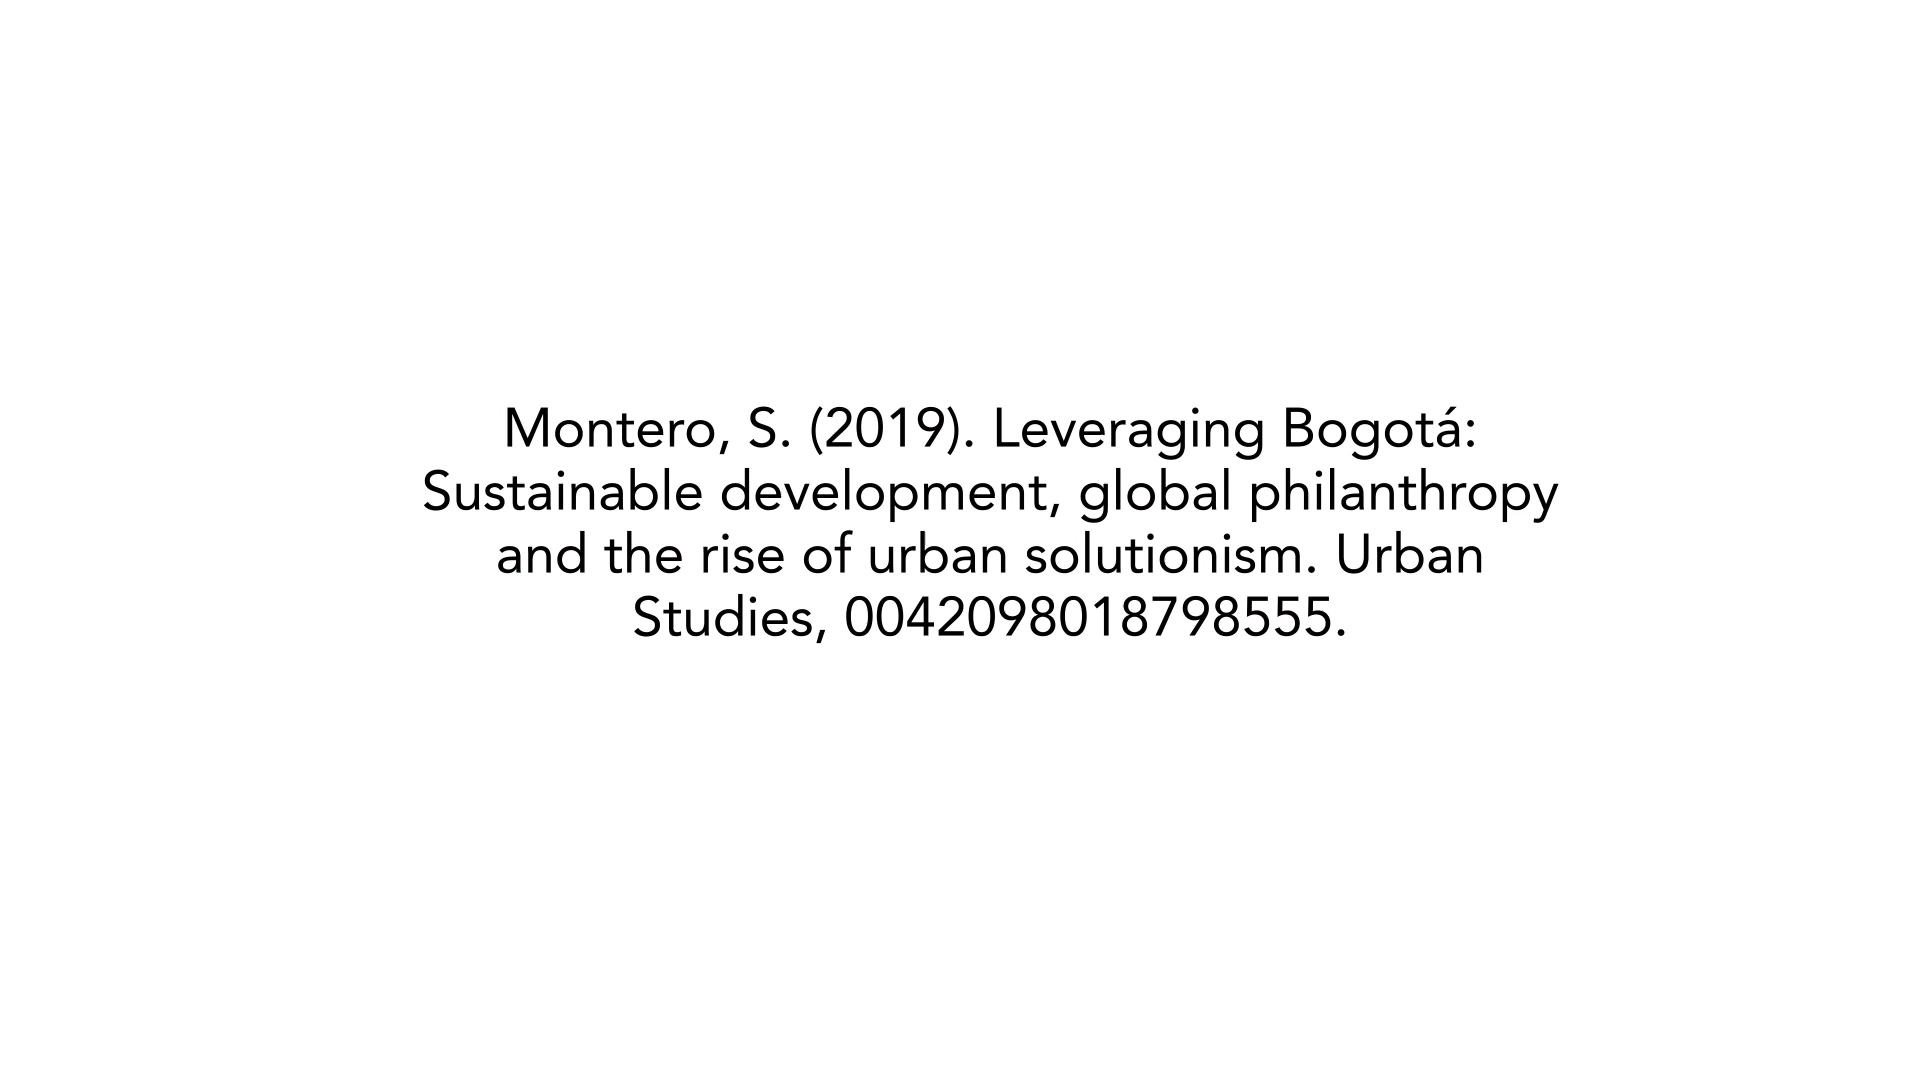 Montero, S. (2019). Leveraging Bogotá:
Sustainable development, global philanthropy
and the rise of urban solutionism. Urban
Studies, 0042098018798555.